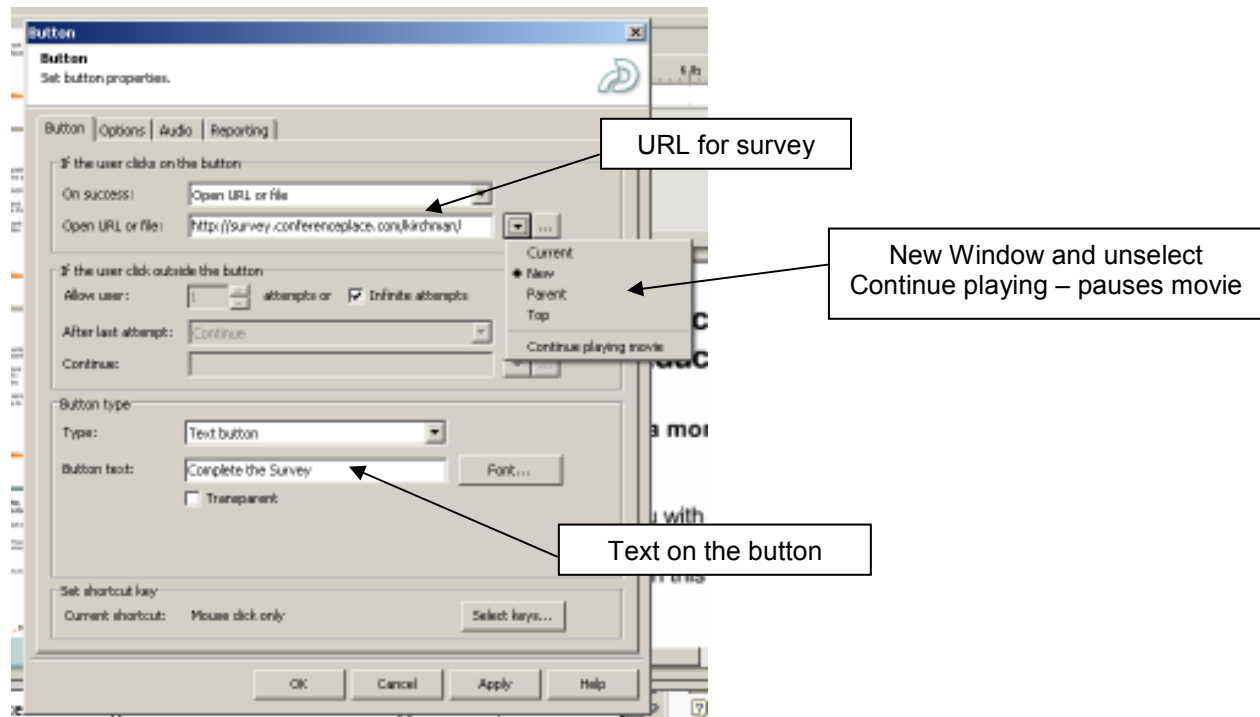 Button
Button
Set button properties.
Button Options Audio Reporting
If the user clicks on the button
On success: Open URL or file
Open URL or file: http://survey.conferenceplace.com/kirchman/ ...
Current
New
Parent
Top
Continue playing movie
If the user click outside the button
Allow user: 1 attempts or Infinite attempts
After last attempt: Continue
Continue: ...
Button type
Type: Text button
Button text: Complete the Survey Font...
Transparent
Set shortcut key
Current shortcut: Mouse click only Select keys...
OK Cancel Apply Help
URL for survey
New Window and unselect
Continue playing – pauses movie
Text on the button
a mor
u with
n this